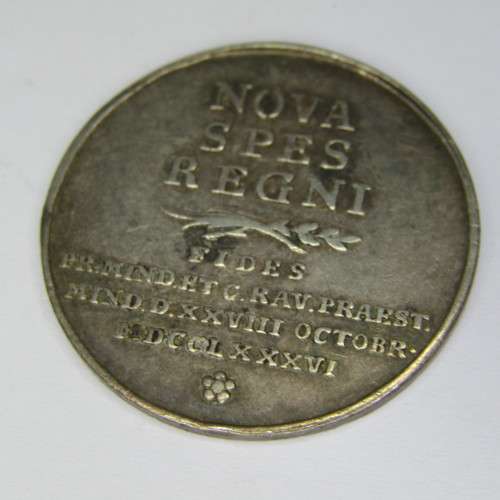 NOVA
SPES
REGNI
FIDES
PR. MIND. ET C. RAV. PRAEST.
MIND. D. XXVIII OCTOBR.
MDCCLXXXVI